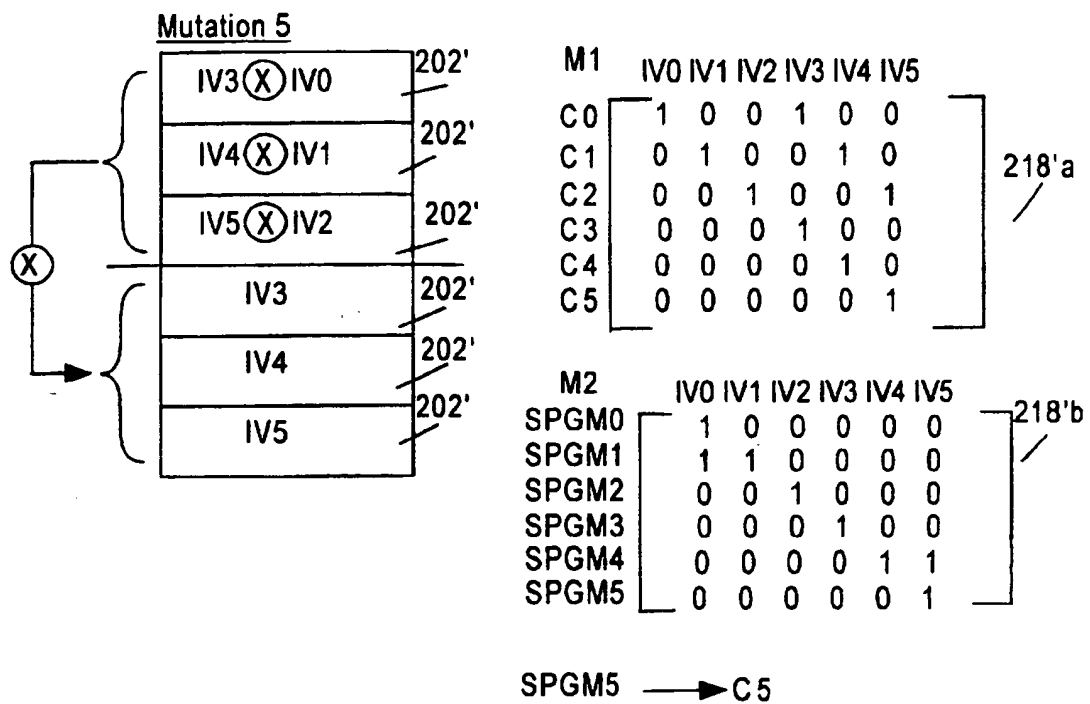 Mutation 5
IV3 Ⓧ IV0 202'
IV4 Ⓧ IV1 202'
IV5 Ⓧ IV2 202'
Ⓧ
IV3 202'
IV4 202'
IV5 202'
M1 IV0 IV1 IV2 IV3 IV4 IV5
C0 1 0 0 1 0 0
C1 0 1 0 0 1 0
C2 0 0 1 0 0 1
C3 0 0 0 1 0 0
C4 0 0 0 0 1 0
C5 0 0 0 0 0 1
218'a
M2 IV0 IV1 IV2 IV3 IV4 IV5
SPGM0 1 0 0 0 0 0
SPGM1 1 1 0 0 0 0
SPGM2 0 0 1 0 0 0
SPGM3 0 0 0 1 0 0
SPGM4 0 0 0 0 1 1
SPGM5 0 0 0 0 0 1
218'b
SPGM5 → C5